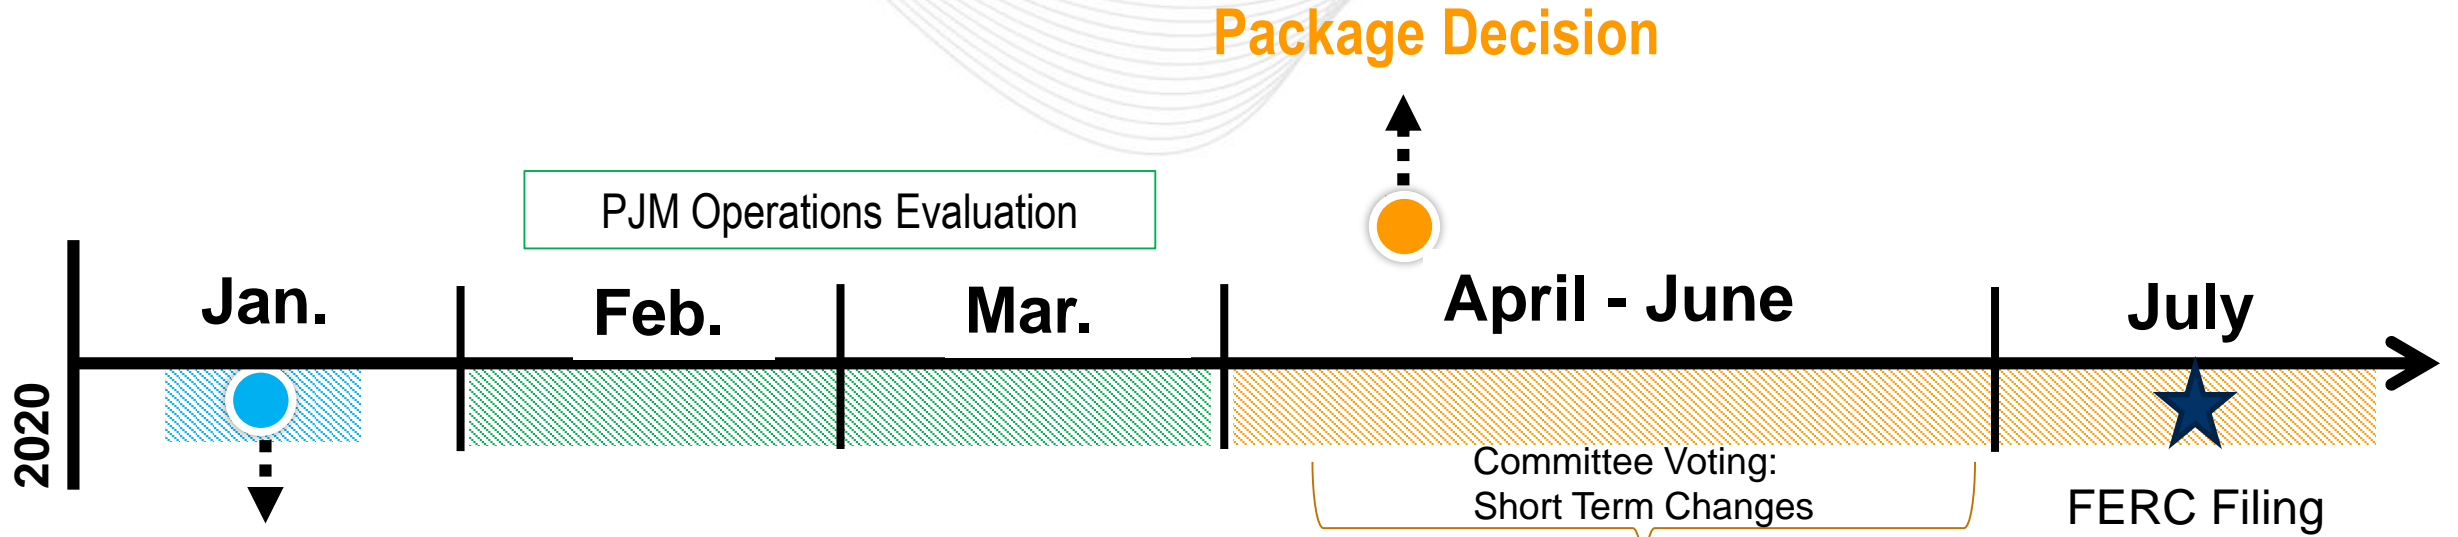 Package Decision
PJM Operations Evaluation
Jan.
Feb.
Mar.
April - June
July
2020
Committee Voting:
Short Term Changes
FERC Filing